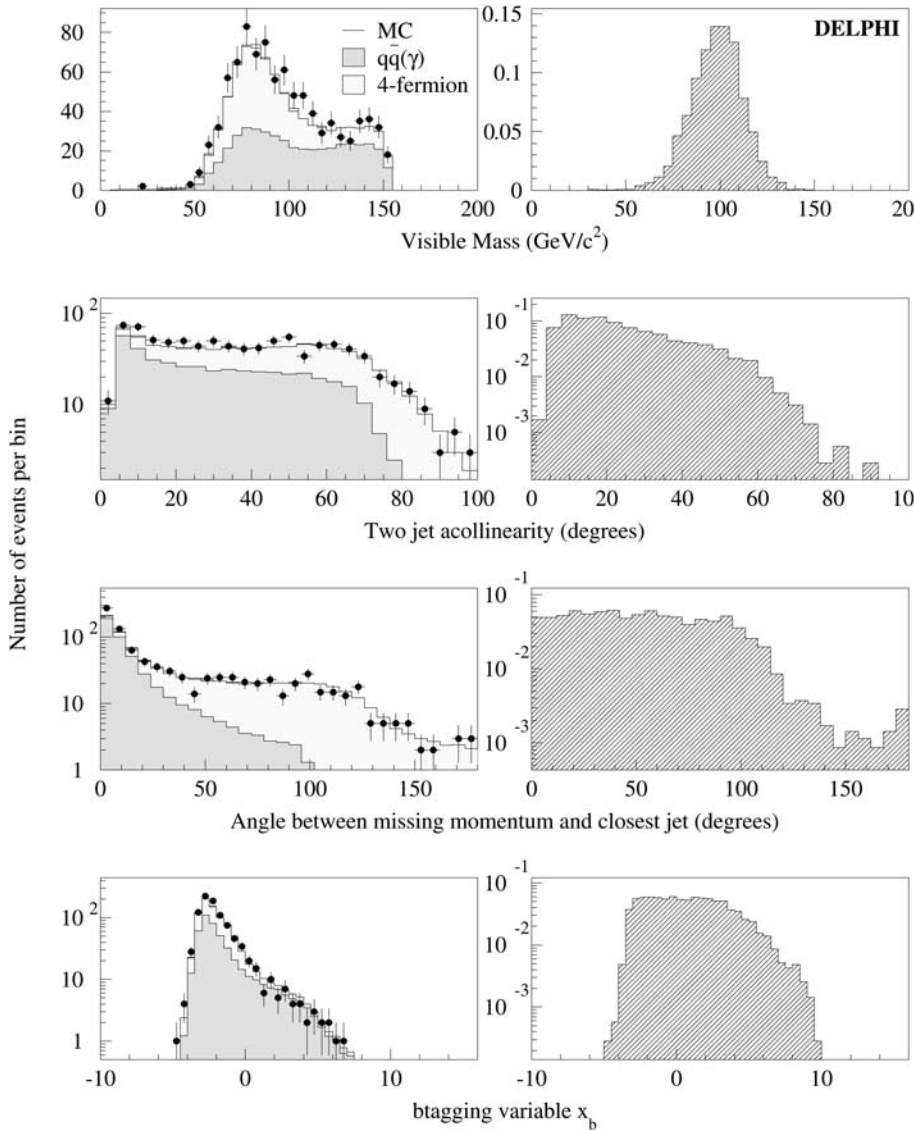 80
60
40
20
0
0 50 100 150 200
MC
qq̄(γ)
4-fermion
DELPHI
0.15
0.1
0.05
0
0 50 100 150 20
Visible Mass (GeV/c²)
10²
10
0 20 40 60 80 100
10⁻¹
10⁻²
10⁻³
0 20 40 60 80 10
Two jet acollinearity (degrees)
Number of events per bin
10²
10
1
0 50 100 150
10⁻¹
10⁻²
10⁻³
0 50 100 150
Angle between missing momentum and closest jet (degrees)
10²
10
1
-10 0 10
10⁻¹
10⁻²
10⁻³
-10 0 10
btagging variable x_b